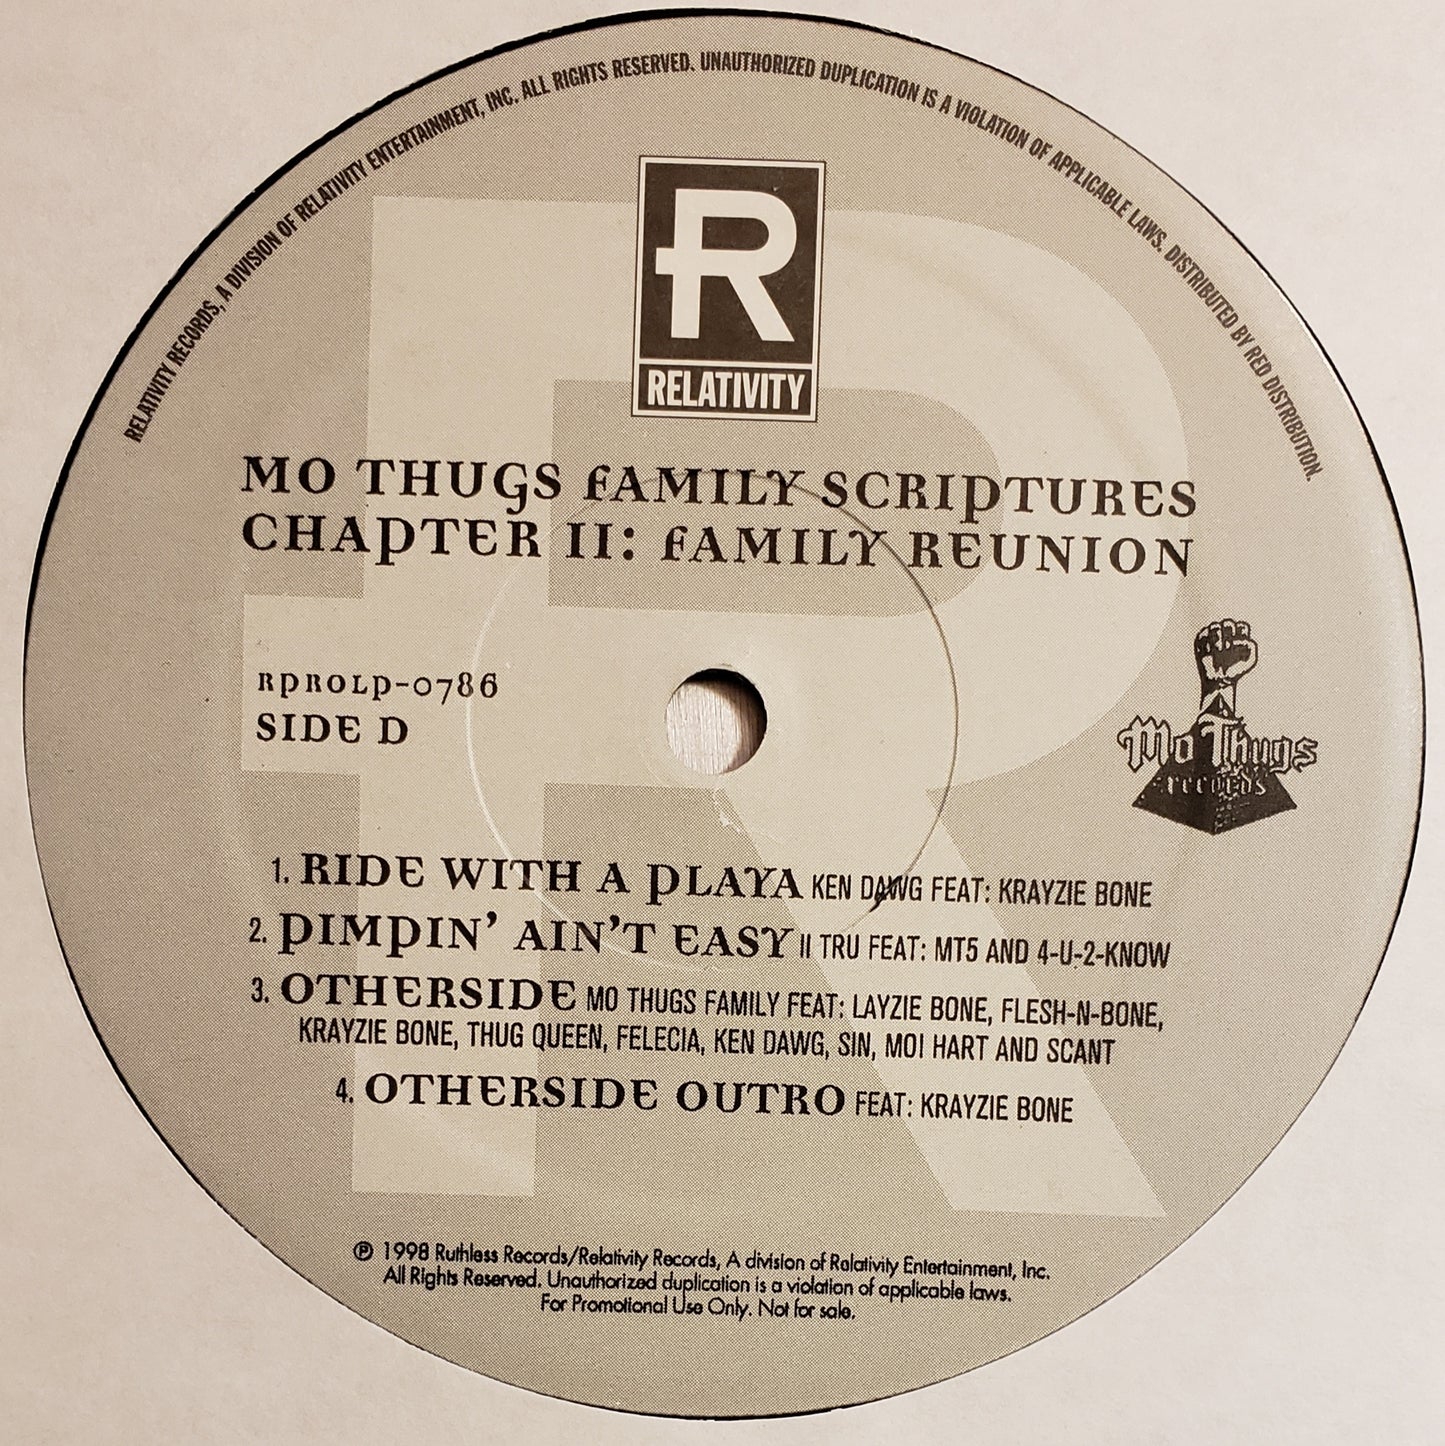 RELATIVITY RECORDS, A DIVISION OF RELATIVITY ENTERTAINMENT, INC. ALL RIGHTS RESERVED. UNAUTHORIZED DUPLICATION IS A VIOLATION OF APPLICABLE LAWS. DISTRIBUTED BY RED DISTRIBUTION.
R
RELATIVITY
MO THUGS FAMILY SCRIPTURES
CHAPTER II: FAMILY REUNION
RPROLP-0786
SIDE D
Mo Thugs
records
1. RIDE WITH A PLAYA KEN DAWG FEAT: KRAYZIE BONE
2. PIMPIN' AIN'T EASY II TRU FEAT: MT5 AND 4-U-2-KNOW
3. OTHERSIDE MO THUGS FAMILY FEAT: LAYZIE BONE, FLESH-N-BONE,
KRAYZIE BONE, THUG QUEEN, FELECIA, KEN DAWG, SIN, MOI HART AND SCANT
4. OTHERSIDE OUTRO FEAT: KRAYZIE BONE
℗ 1998 Ruthless Records/Relativity Records, A division of Relativity Entertainment, Inc.
All Rights Reserved. Unauthorized duplication is a violation of applicable laws.
For Promotional Use Only. Not for sale.